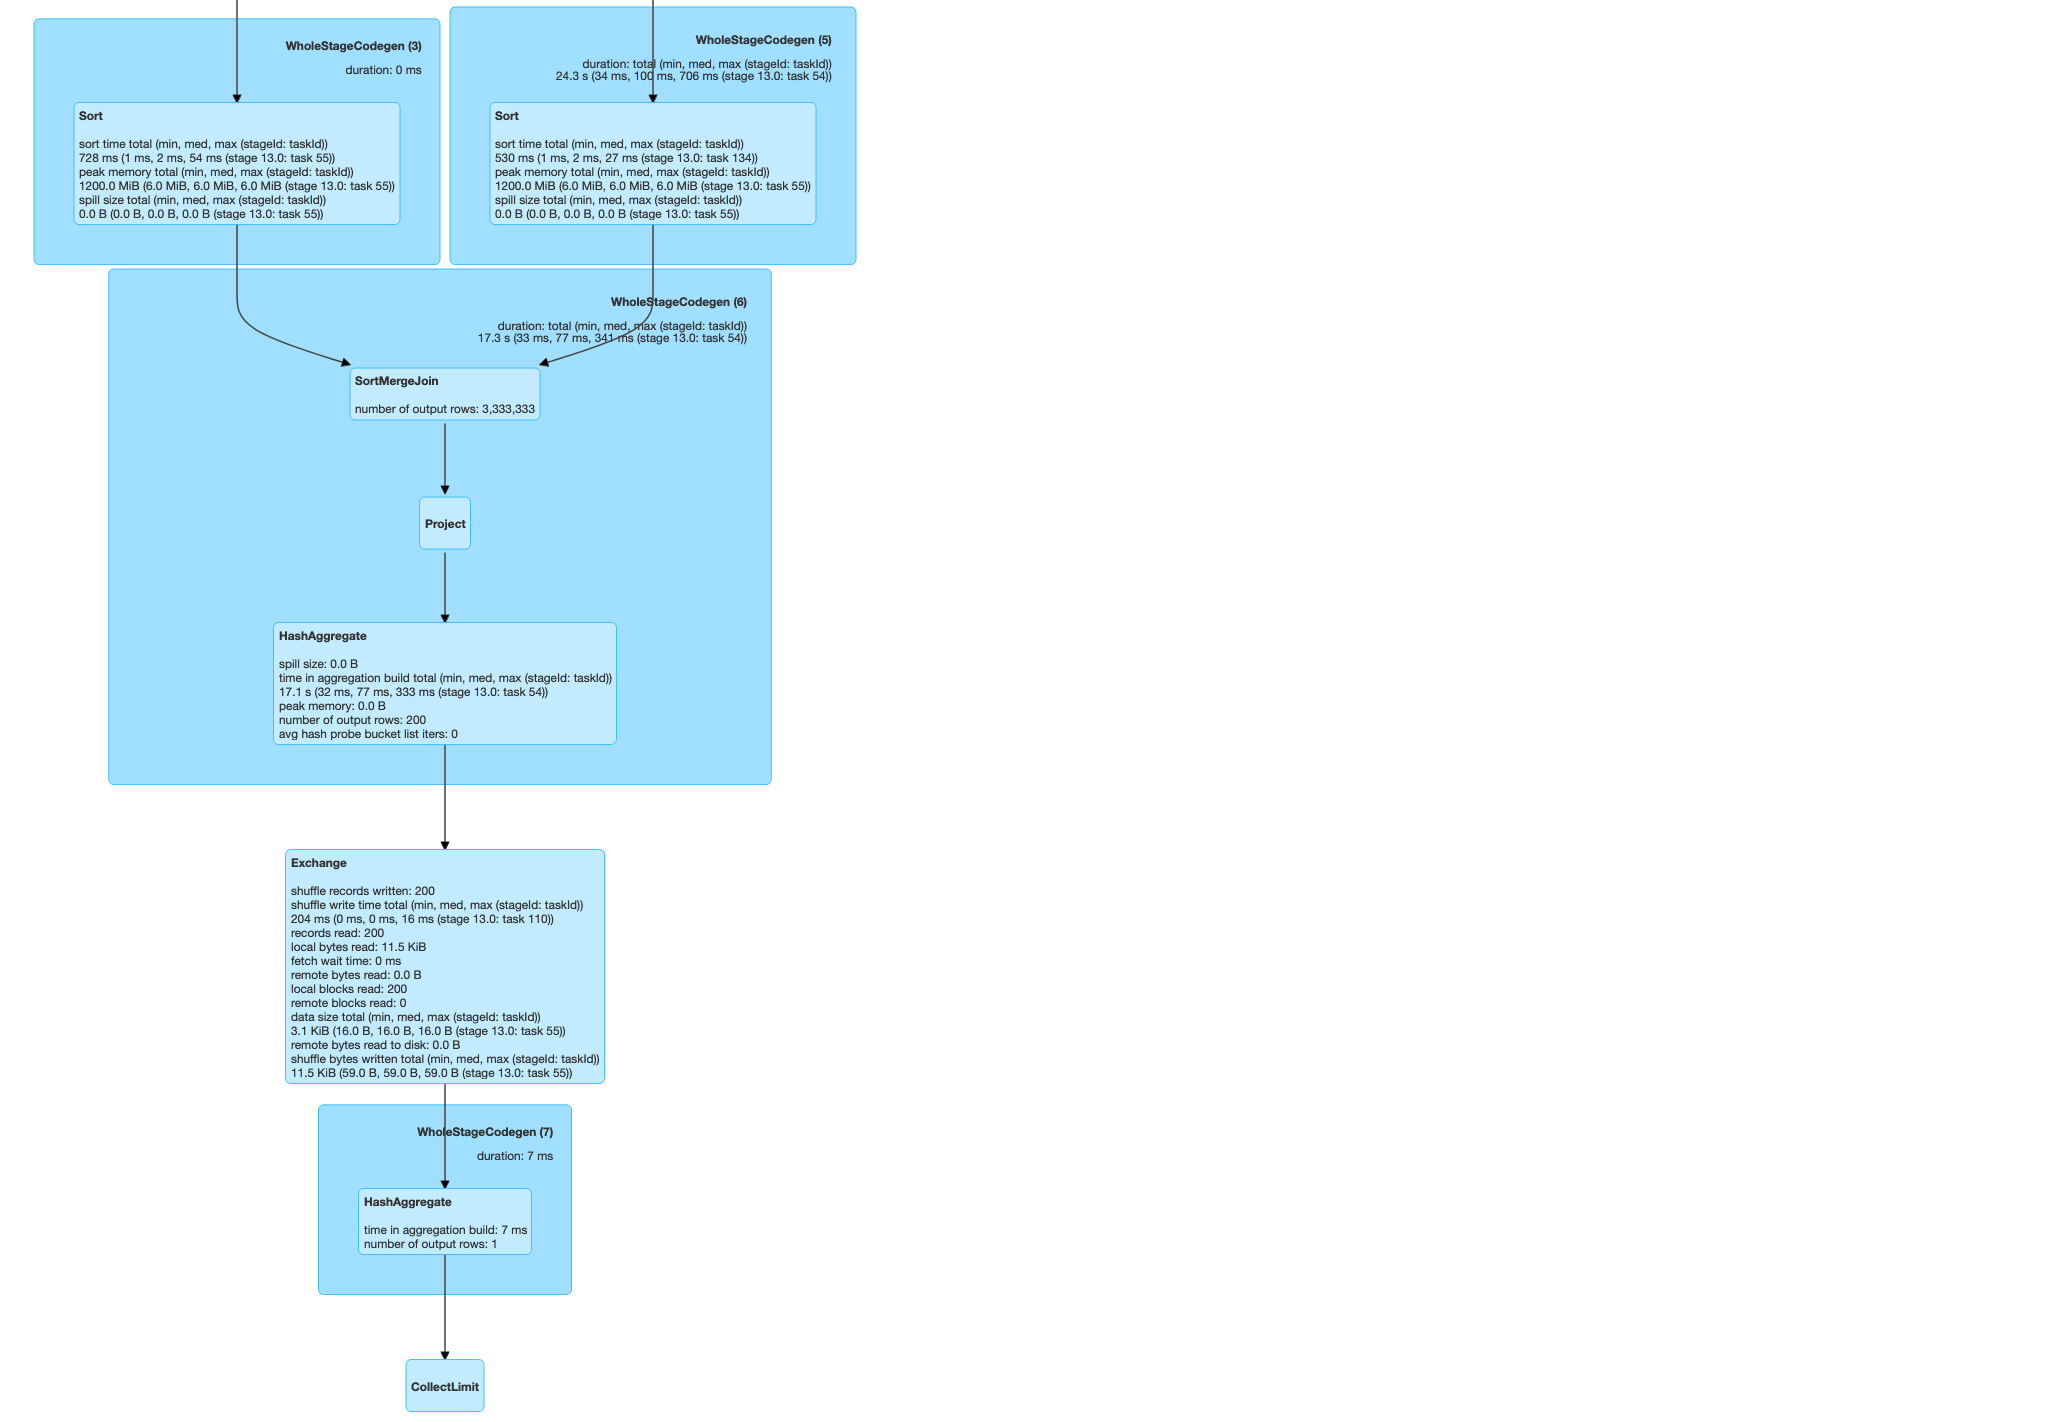 WholeStageCodegen (3)
duration: 0 ms
Sort
sort time total (min, med, max (stageId: taskId))
728 ms (1 ms, 2 ms, 54 ms (stage 13.0: task 55))
peak memory total (min, med, max (stageId: taskId))
1200.0 MiB (6.0 MiB, 6.0 MiB, 6.0 MiB (stage 13.0: task 55))
spill size total (min, med, max (stageId: taskId))
0.0 B (0.0 B, 0.0 B, 0.0 B (stage 13.0: task 55))
WholeStageCodegen (5)
duration: total (min, med, max (stageId: taskId))
24.3 s (34 ms, 100 ms, 706 ms (stage 13.0: task 54))
Sort
sort time total (min, med, max (stageId: taskId))
530 ms (1 ms, 2 ms, 27 ms (stage 13.0: task 134))
peak memory total (min, med, max (stageId: taskId))
1200.0 MiB (6.0 MiB, 6.0 MiB, 6.0 MiB (stage 13.0: task 55))
spill size total (min, med, max (stageId: taskId))
0.0 B (0.0 B, 0.0 B, 0.0 B (stage 13.0: task 55))
WholeStageCodegen (6)
duration: total (min, med, max (stageId: taskId))
17.3 s (33 ms, 77 ms, 341 ms (stage 13.0: task 54))
SortMergeJoin
number of output rows: 3,333,333
Project
HashAggregate
spill size: 0.0 B
time in aggregation build total (min, med, max (stageId: taskId))
17.1 s (32 ms, 77 ms, 333 ms (stage 13.0: task 54))
peak memory: 0.0 B
number of output rows: 200
avg hash probe bucket list iters: 0
Exchange
shuffle records written: 200
shuffle write time total (min, med, max (stageId: taskId))
204 ms (0 ms, 0 ms, 16 ms (stage 13.0: task 110))
records read: 200
local bytes read: 11.5 KiB
fetch wait time: 0 ms
remote bytes read: 0.0 B
local blocks read: 200
remote blocks read: 0
data size total (min, med, max (stageId: taskId))
3.1 KiB (16.0 B, 16.0 B, 16.0 B (stage 13.0: task 55))
remote bytes read to disk: 0.0 B
shuffle bytes written total (min, med, max (stageId: taskId))
11.5 KiB (59.0 B, 59.0 B, 59.0 B (stage 13.0: task 55))
WholeStageCodegen (7)
duration: 7 ms
HashAggregate
time in aggregation build: 7 ms
number of output rows: 1
CollectLimit